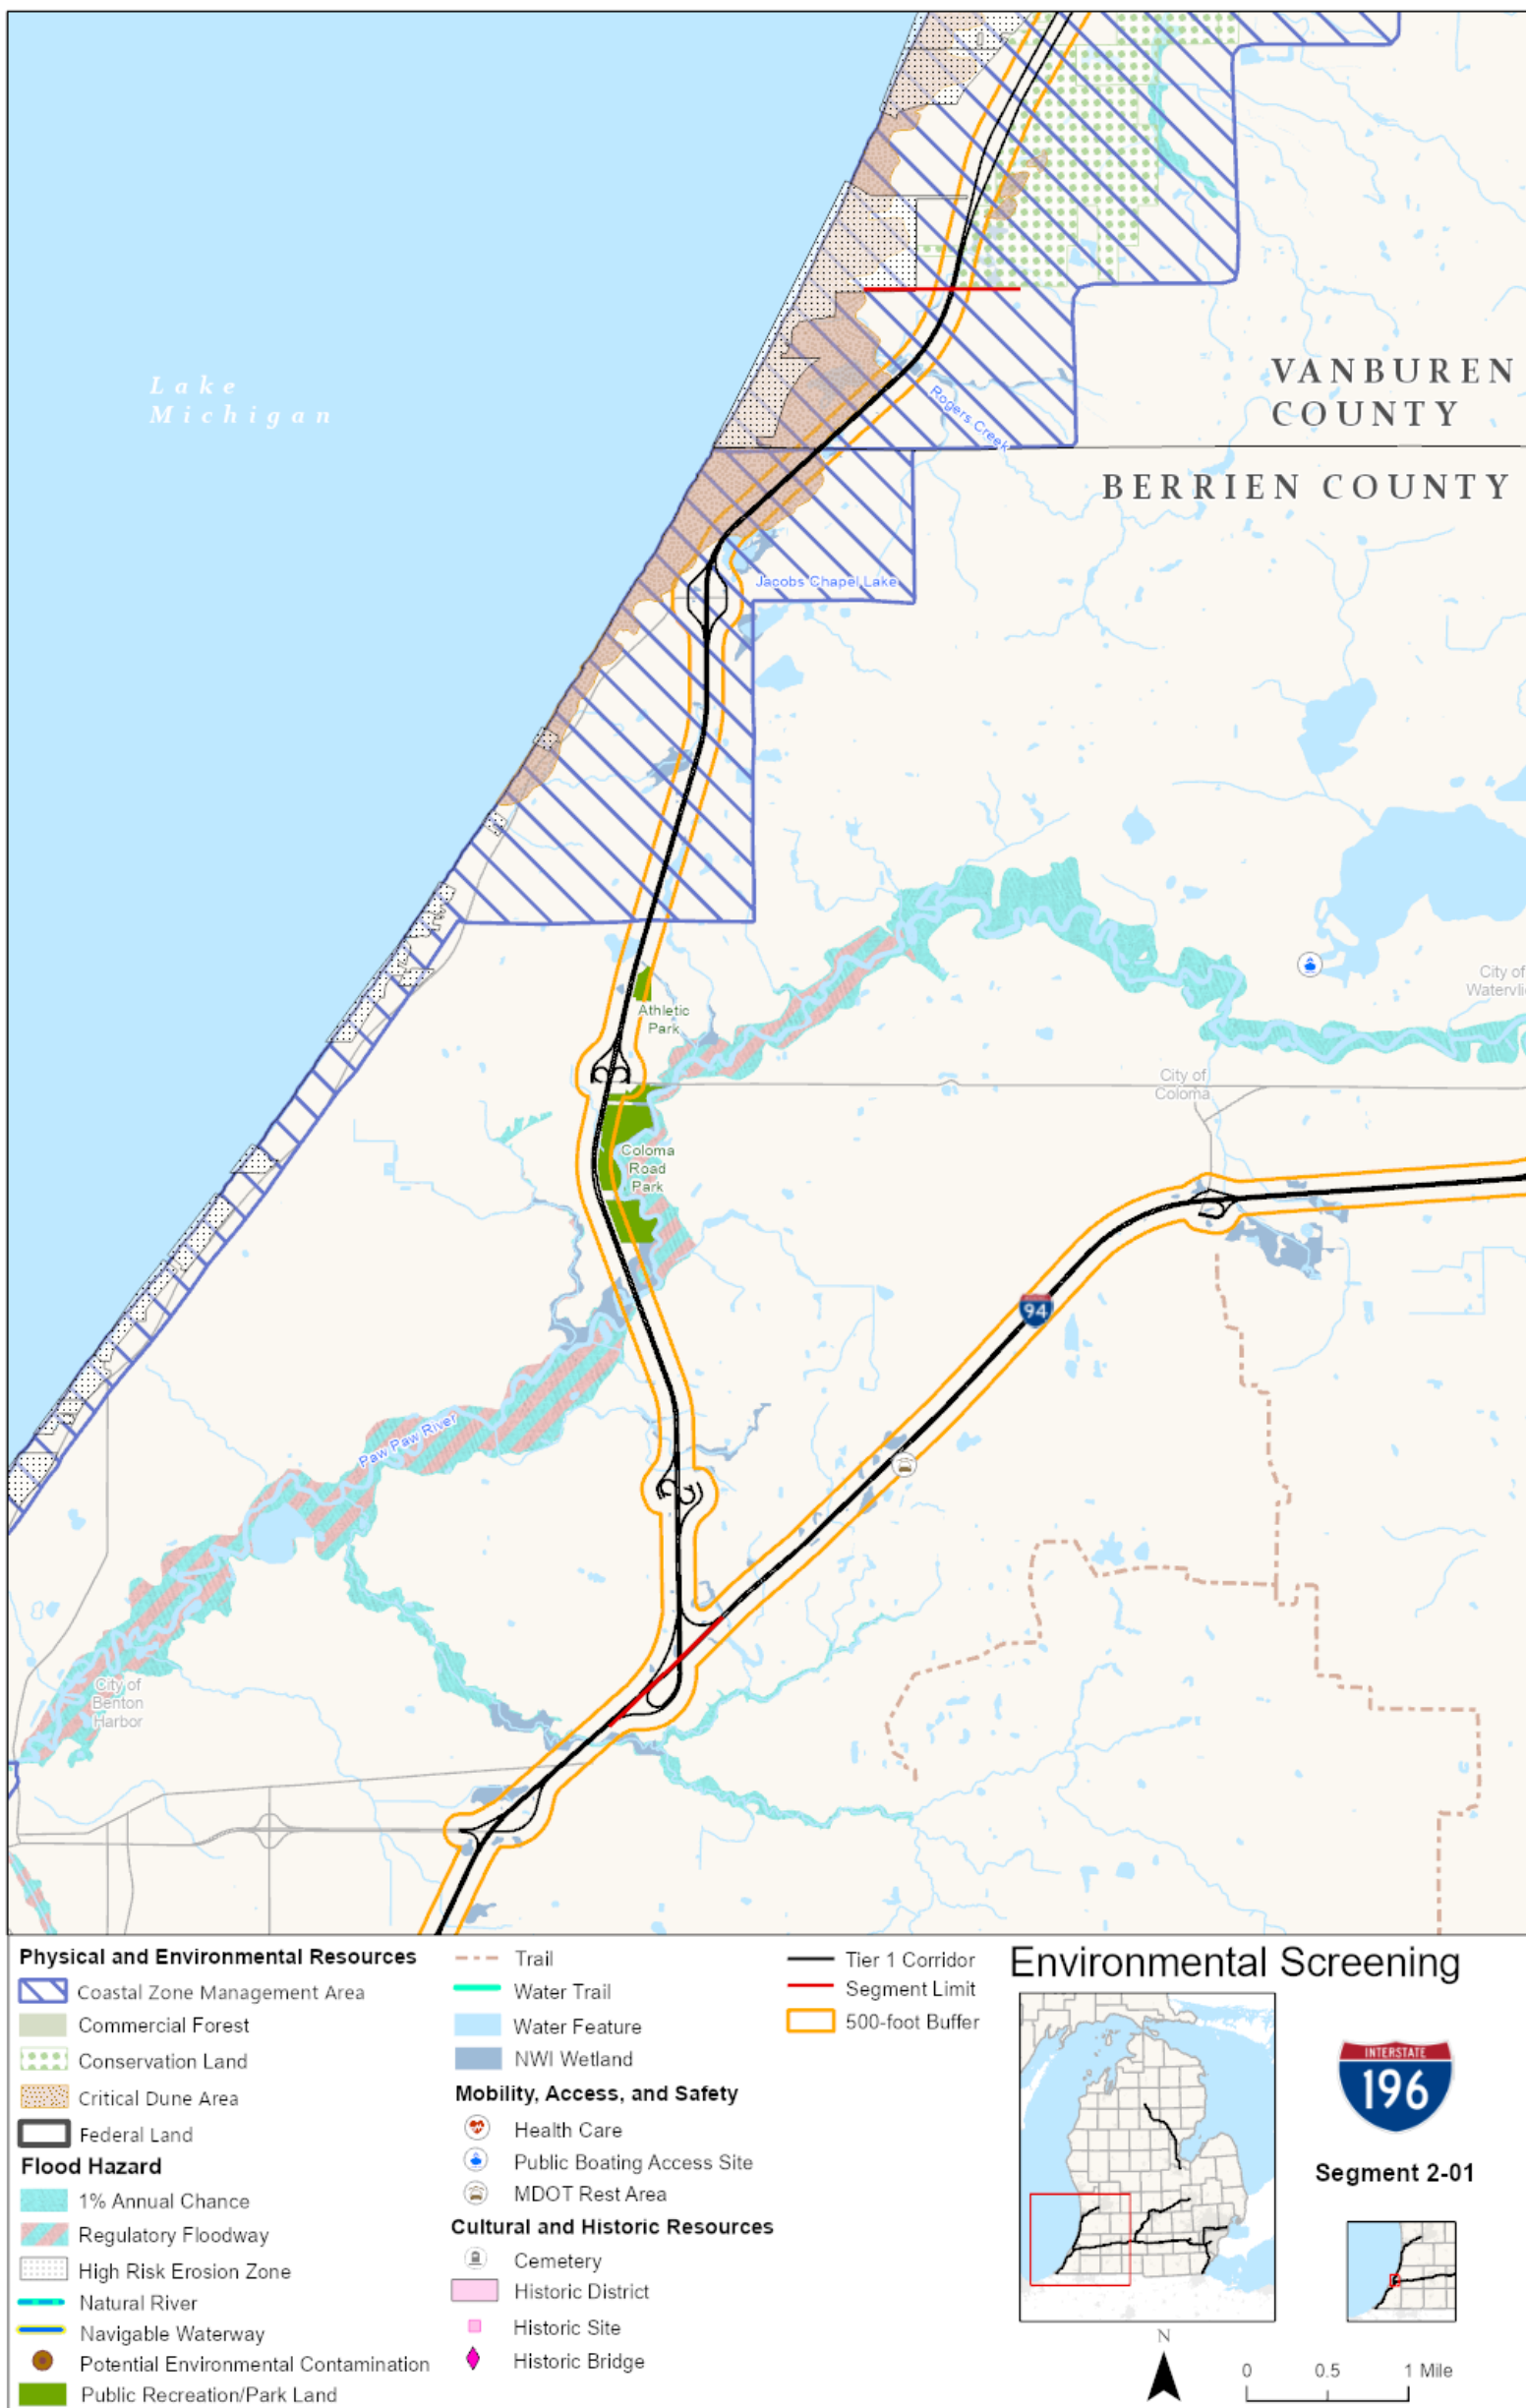 Lake
Michigan
VANBUREN
COUNTY
Rogers Creek
BERRIEN COUNTY
Jacobs Chapel Lake
City of
Athletic
Park
City of
Coloma
Coloma
Road
Park
94
Paw Paw River
City of
Benton
Harbor
Physical and Environmental Resources
Coastal Zone Management Area
Commercial Forest
Conservation Land
Critical Dune Area
Federal Land
Flood Hazard
1% Annual Chance
Regulatory Floodway
High Risk Erosion Zone
Natural River
Navigable Waterway
Potential Environmental Contamination
Public Recreation/Park Land
Trail
Water Trail
Water Feature
NWI Wetland
Mobility, Access, and Safety
Health Care
Public Boating Access Site
MDOT Rest Area
Cultural and Historic Resources
Cemetery
Historic District
Historic Site
Historic Bridge
Tier 1 Corridor
Segment Limit
500-foot Buffer
Environmental Screening
INTERSTATE
196
Segment 2-01
N
0 0.5 1 Mile